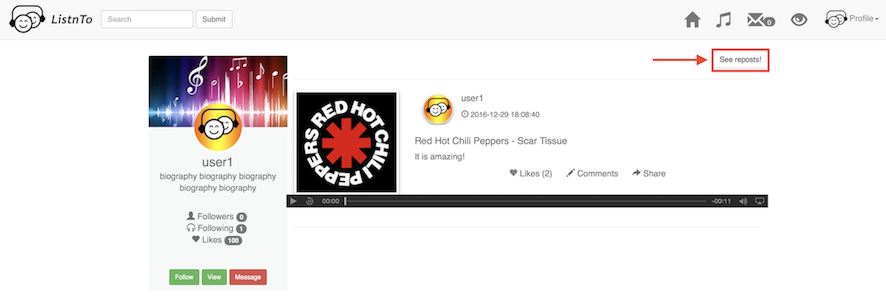 ListnTo
Search
Submit
0
Profile
See reposts!
user1
biography biography biography
biography biography
Followers 0
Following 1
Likes 100
Follow
View
Message
RED HOT CHILI PEPPERS
user1
2016-12-29 18:08:40
Red Hot Chili Peppers - Scar Tissue
It is amazing!
Likes (2)
Comments
Share
00:00
-00:11